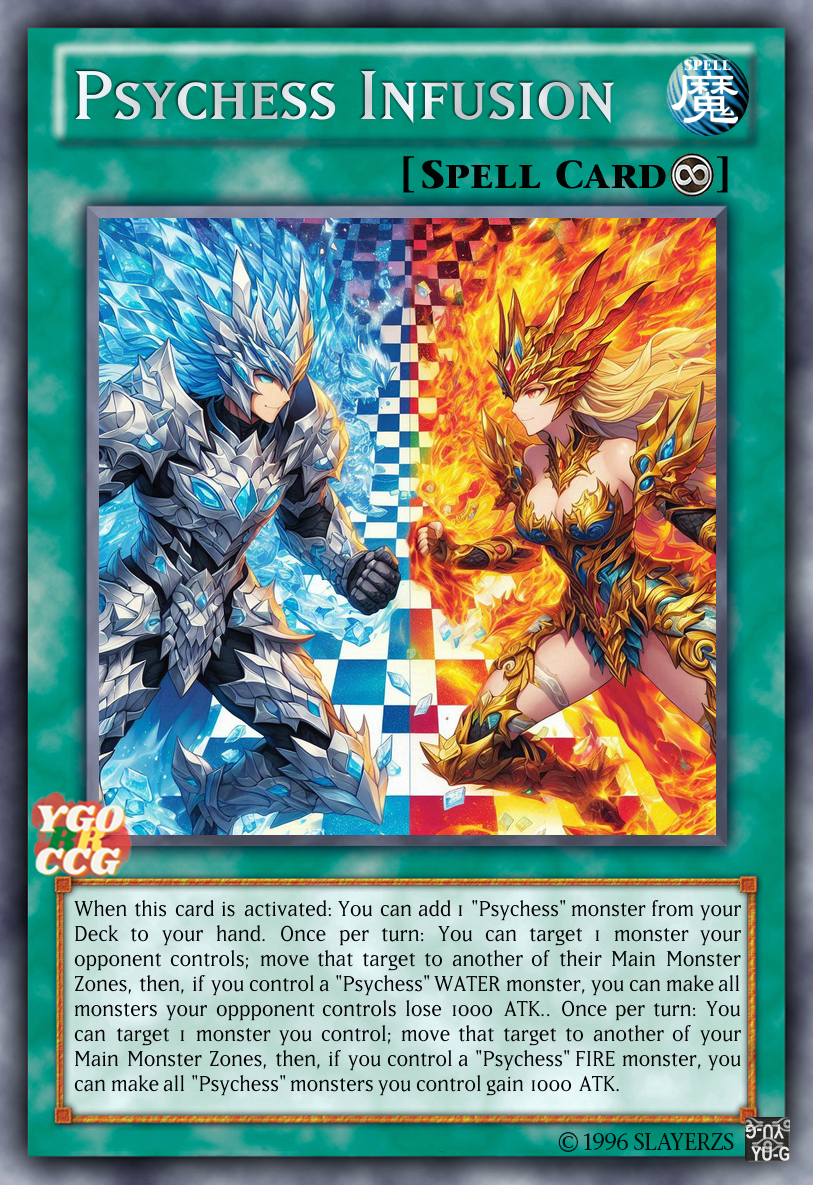 Psychess Infusion
SPELL
魔
[Spell Card]
YGO
BR
CCG
When this card is activated: You can add 1 "Psychess" monster from your
Deck to your hand. Once per turn: You can target 1 monster your
opponent controls; move that target to another of their Main Monster
Zones, then, if you control a "Psychess" WATER monster, you can make all
monsters your oppponent controls lose 1000 ATK.. Once per turn: You
can target 1 monster you control; move that target to another of your
Main Monster Zones, then, if you control a "Psychess" FIRE monster, you
can make all "Psychess" monsters you control gain 1000 ATK.
© 1996 SLAYERZS
YU-G
YU-G